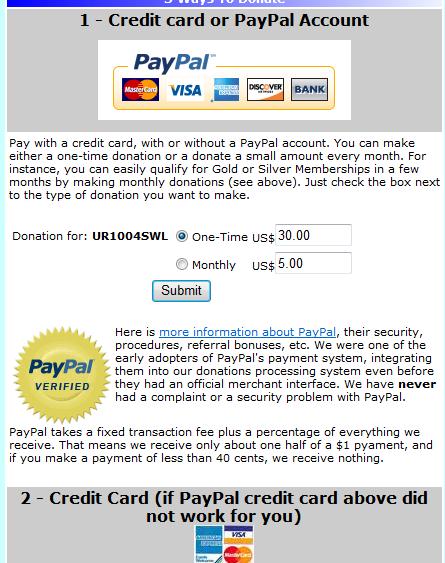 3 Ways To Donate
1 - Credit card or PayPal Account
PayPal™
MasterCard VISA AMERICAN EXPRESS DISCOVER NETWORK BANK
Pay with a credit card, with or without a PayPal account. You can make
either a one-time donation or a donate a small amount every month. For
instance, you can easily qualify for Gold or Silver Memberships in a few
months by making monthly donations (see above). Just check the box next
to the type of donation you want to make.
Donation for: UR1004SWL One-Time US$ 30.00
Monthly US$ 5.00
Submit
PayPal
VERIFIED
Here is more information about PayPal, their security,
procedures, referral bonuses, etc. We were one of the
early adopters of PayPal's payment system, integrating
them into our donations processing system even before
they had an official merchant interface. We have never
had a complaint or a security problem with PayPal.
PayPal takes a fixed transaction fee plus a percentage of everything we
receive. That means we receive only about one half of a $1 pyament, and
if you make a payment of less than 40 cents, we receive nothing.
2 - Credit Card (if PayPal credit card above did
not work for you)
AMERICAN EXPRESS VISA
MasterCard